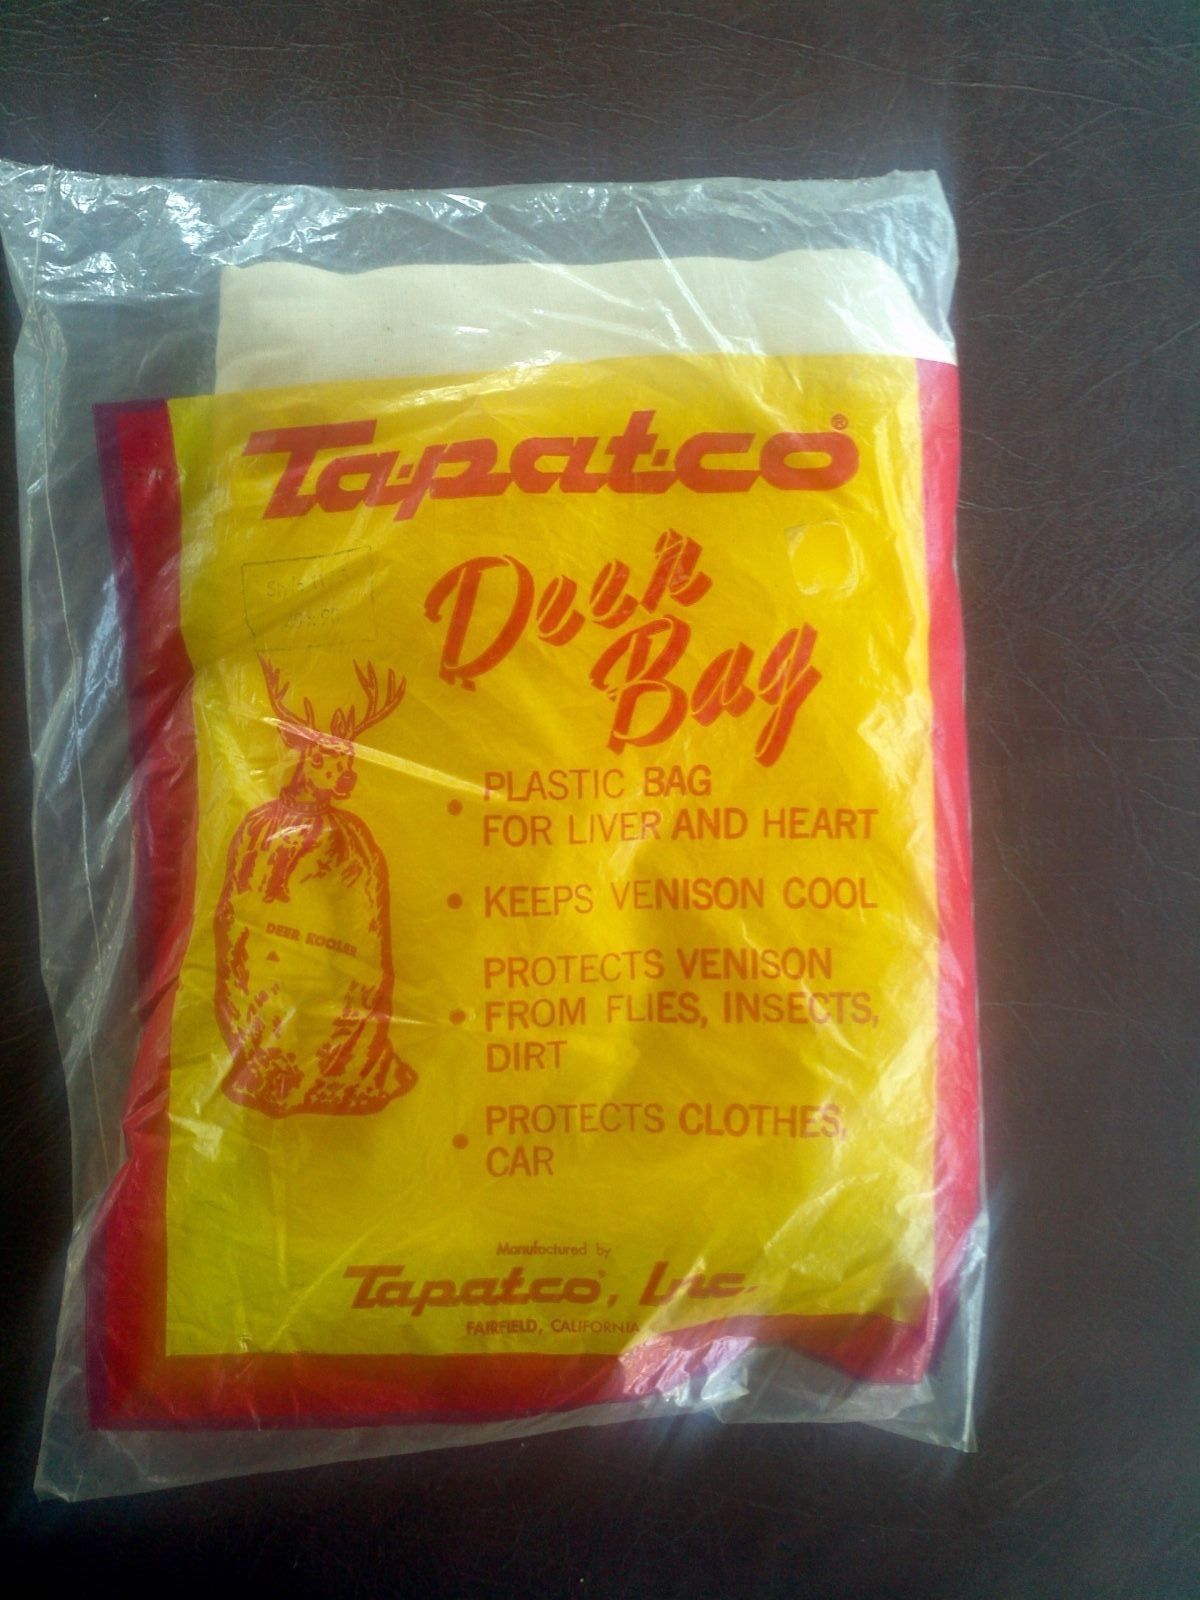 Tapatco®
Deer
Bag
Style
PLASTIC BAG
FOR LIVER AND HEART
DEER KOOLER
KEEPS VENISON COOL
PROTECTS VENISON
FROM FLIES, INSECTS,
DIRT
PROTECTS CLOTHES,
CAR
Manufactured by
Tapatco, Inc.
FAIRFIELD, CALIFORNIA